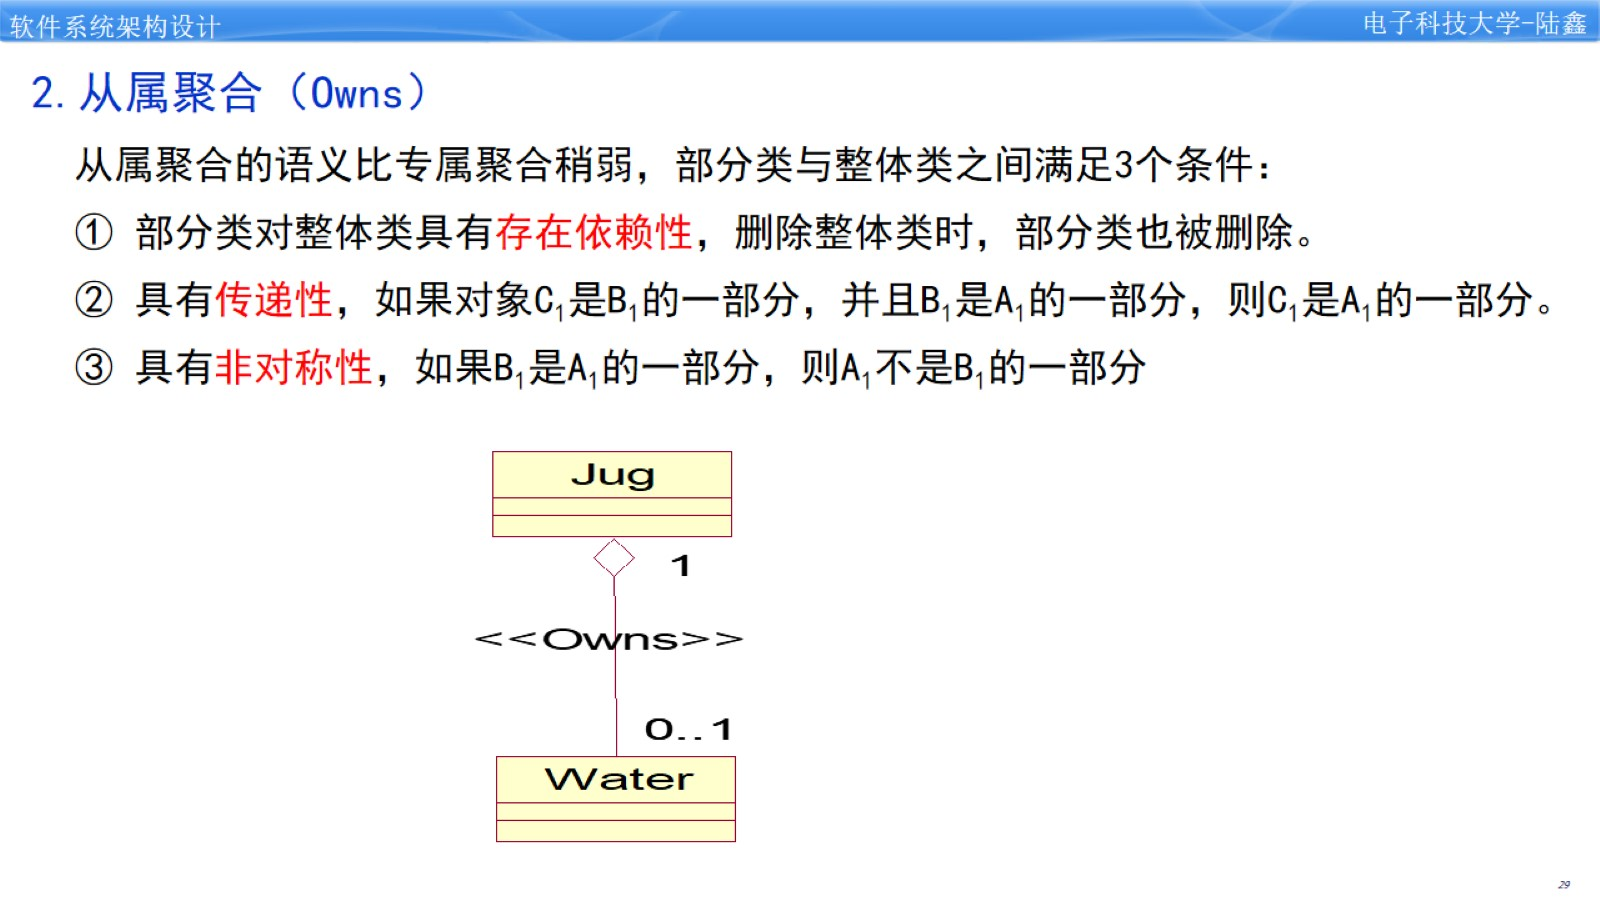 软件系统架构设计
电子科技大学-陆鑫
2.从属聚合（Owns）
从属聚合的语义比专属聚合稍弱，部分类与整体类之间满足3个条件：
① 部分类对整体类具有存在依赖性，删除整体类时，部分类也被删除。
② 具有传递性，如果对象C₁是B₁的一部分，并且B₁是A₁的一部分，则C₁是A₁的一部分。
③ 具有非对称性，如果B₁是A₁的一部分，则A₁不是B₁的一部分
Jug
1
<<Owns>>
0..1
Water
29